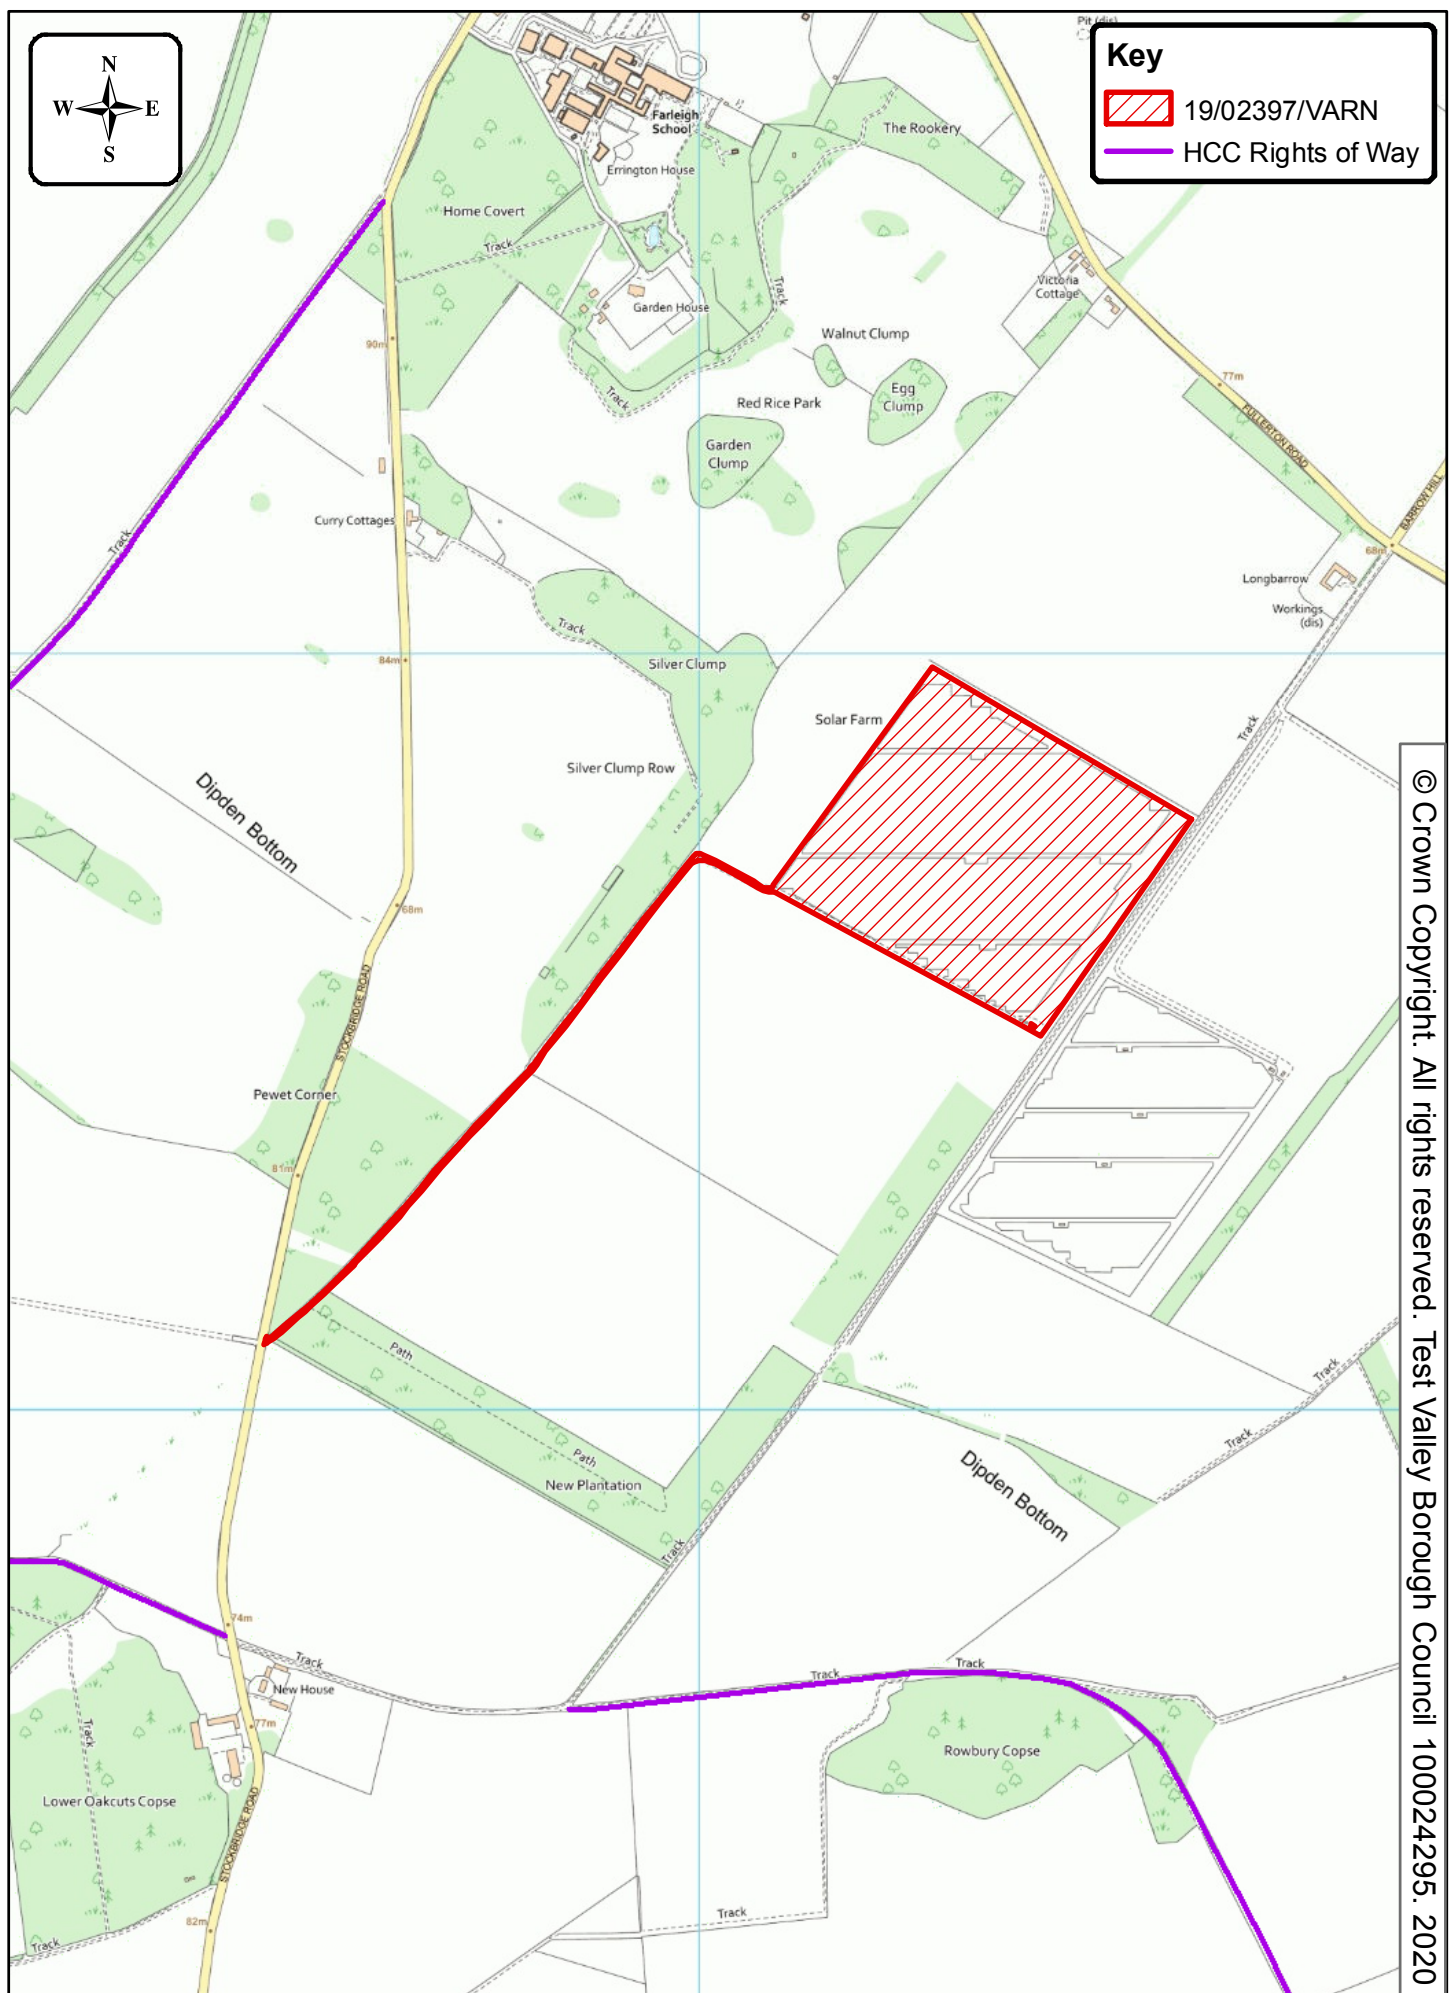 N
W E
S
Key
19/02397/VARN
HCC Rights of Way
Pit (dis)
Farleigh
School
The Rookery
Errington House
Home Covert
Track
Victoria
Cottage
Track
Garden House
90m
Walnut Clump
77m
Egg
Clump
Track
Red Rice Park
FULLERTON ROAD
Garden
Clump
BARROW HILL
Curry Cottages
Track
68m
Longbarrow
Workings
(dis)
Track
84m
Silver Clump
Solar Farm
Track
Silver Clump Row
Dipden Bottom
68m
STOCKBRIDGE ROAD
Pewet Corner
81m
Path
Track
Track
Path
New Plantation
Dipden Bottom
Track
74m
Track
Track
Track
New House
77m
Track
Rowbury Copse
Lower Oakcuts Copse
STOCKBRIDGE ROAD
82m
Track
Track
© Crown Copyright. All rights reserved. Test Valley Borough Council 100024295. 2020